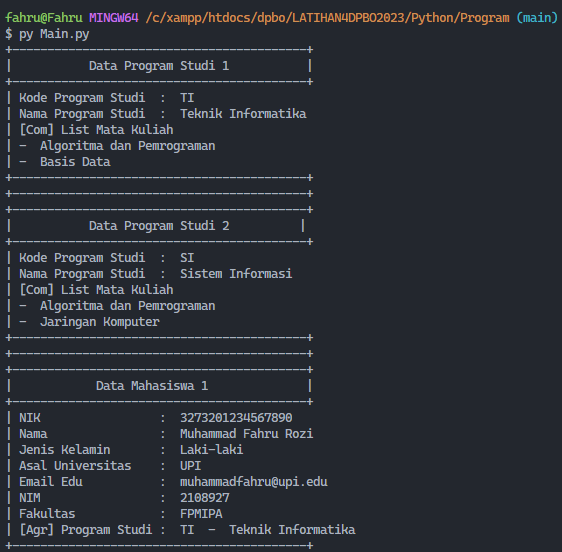 fahru@Fahru MINGW64 /c/xampp/htdocs/dpbo/LATIHAN4DPBO2023/Python/Program (main)
$ py Main.py
+------------------------------------------+
|           Data Program Studi 1           |
+------------------------------------------+
| Kode Program Studi  :  TI
| Nama Program Studi  :  Teknik Informatika
| [Com] List Mata Kuliah
| -  Algoritma dan Pemrograman
| -  Basis Data
+------------------------------------------+
+------------------------------------------+
+------------------------------------------+
|           Data Program Studi 2          |
+------------------------------------------+
| Kode Program Studi  :  SI
| Nama Program Studi  :  Sistem Informasi
| [Com] List Mata Kuliah
| -  Algoritma dan Pemrograman
| -  Jaringan Komputer
+------------------------------------------+
+------------------------------------------+
+------------------------------------------+
|            Data Mahasiswa 1              |
+------------------------------------------+
| NIK                 :  3273201234567890
| Nama                :  Muhammad Fahru Rozi
| Jenis Kelamin       :  Laki-laki
| Asal Universitas    :  UPI
| Email Edu           :  muhammadfahru@upi.edu
| NIM                 :  2108927
| Fakultas            :  FPMIPA
| [Agr] Program Studi :  TI  -  Teknik Informatika
+------------------------------------------+